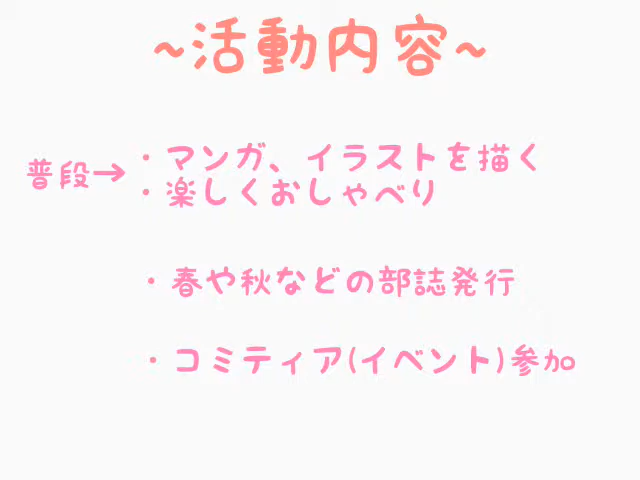 ~活動内容~
普段→・マンガ、イラストを描く
・楽しくおしゃべり
・春や秋などの部誌発行
・コミティア(イベント)参加